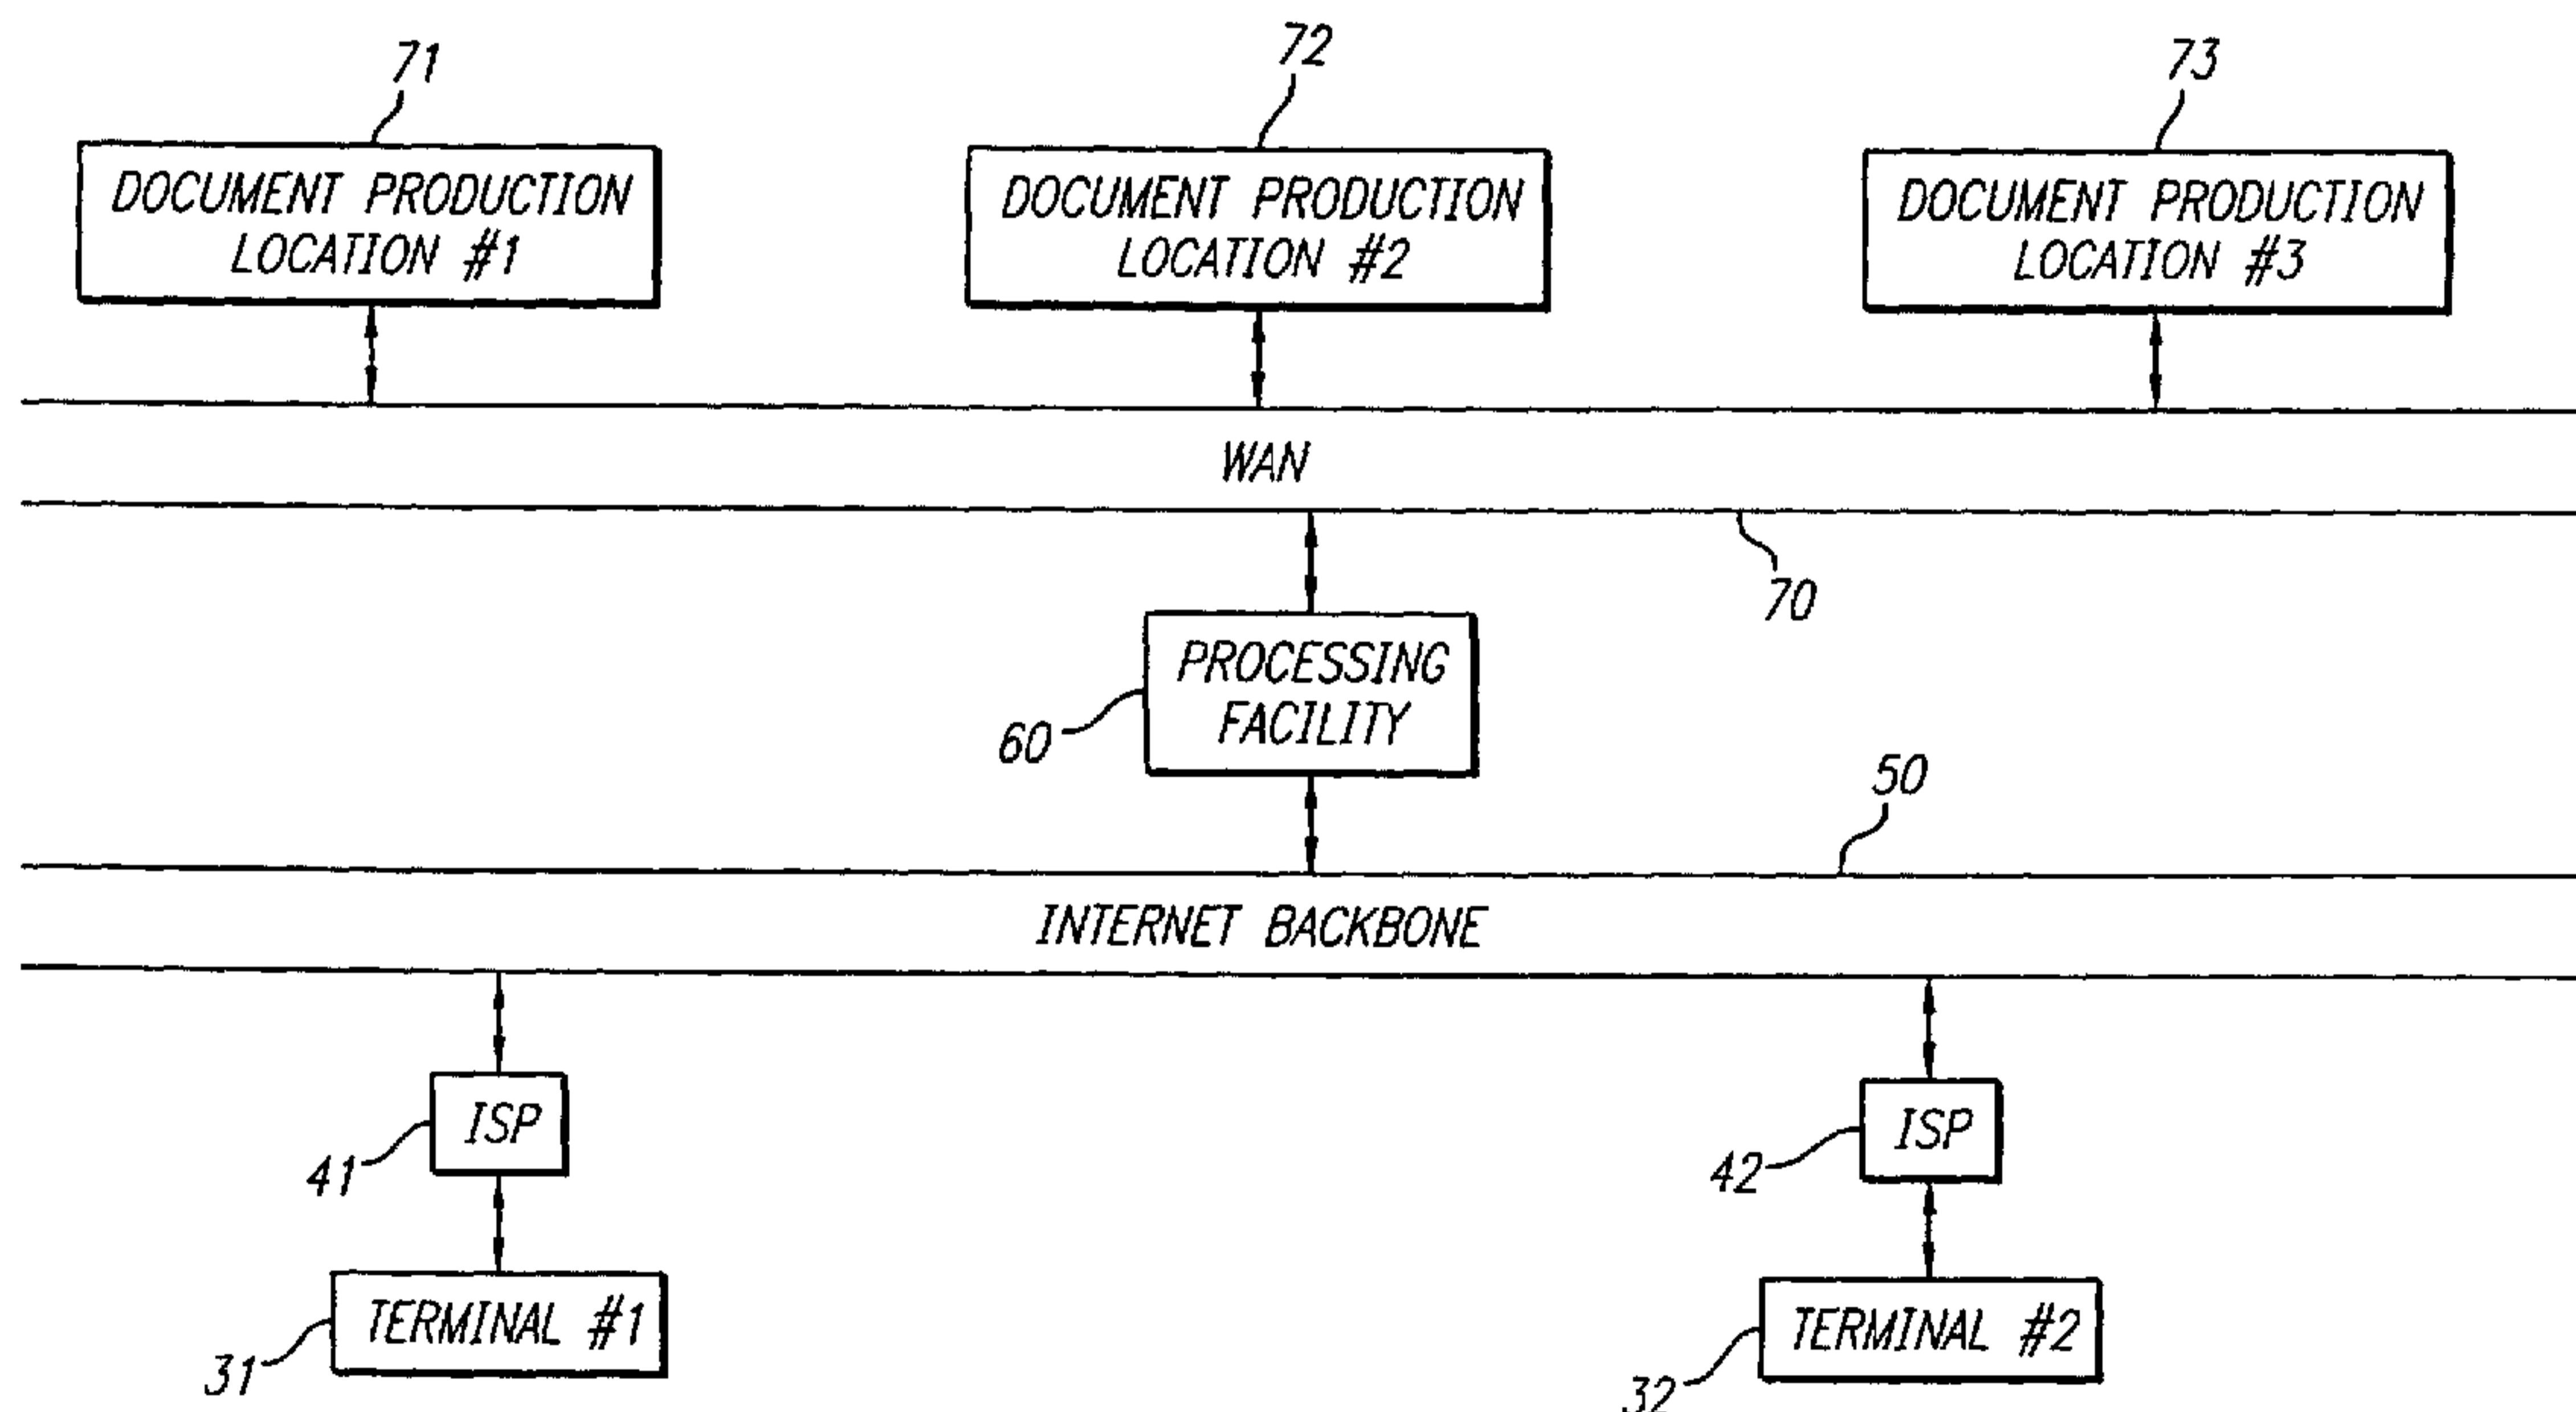 71
72
73
DOCUMENT PRODUCTION
LOCATION #1
DOCUMENT PRODUCTION
LOCATION #2
DOCUMENT PRODUCTION
LOCATION #3
WAN
70
PROCESSING
FACILITY
60
50
INTERNET BACKBONE
ISP
41
ISP
42
TERMINAL #1
31
TERMINAL #2
32